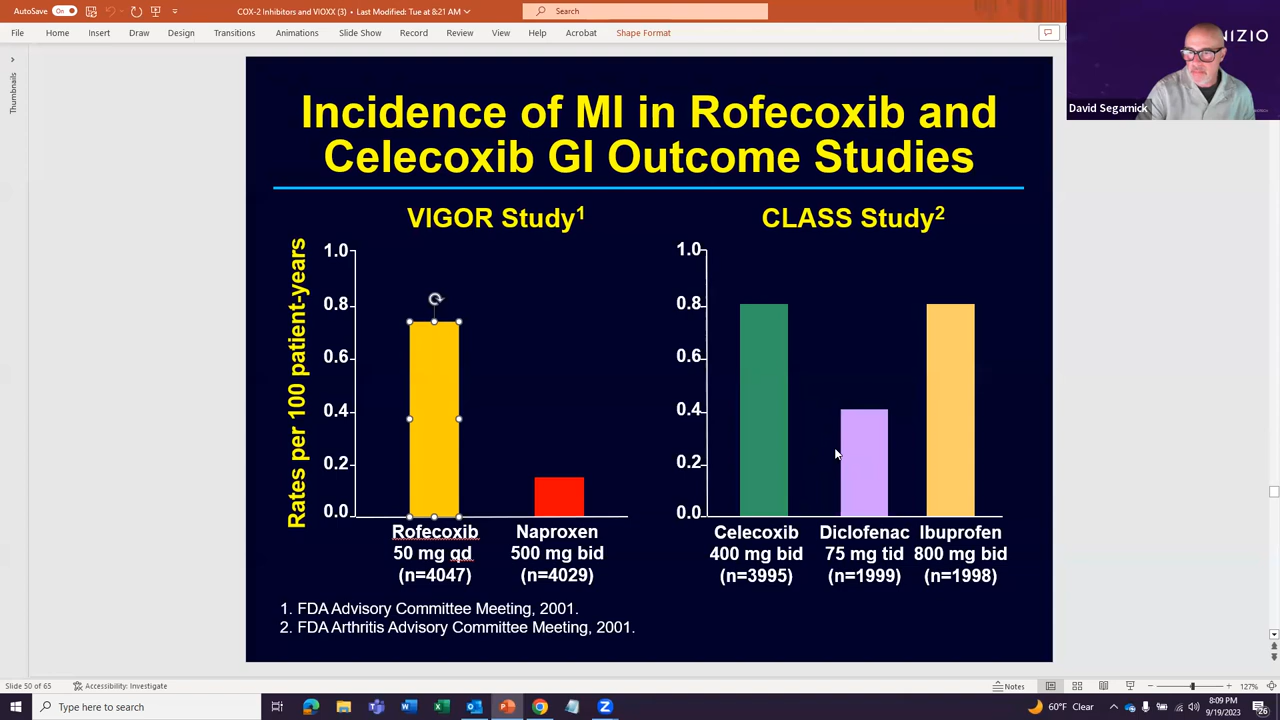 AutoSave On COX-2 Inhibitors and VIOXX (3) • Last Modified: Tue at 8:21 AM Search
File Home Insert Draw Design Transitions Animations Slide Show Record Review View Help Acrobat Shape Format
NIZIO
David Segarnick
Thumbnails
Incidence of MI in Rofecoxib and
Celecoxib GI Outcome Studies
VIGOR Study1
CLASS Study2
Rates per 100 patient-years
1.0
0.8
0.6
0.4
0.2
0.0
1.0
0.8
0.6
0.4
0.2
0.0
Rofecoxib
50 mg qd
(n=4047)
Naproxen
500 mg bid
(n=4029)
Celecoxib
400 mg bid
(n=3995)
Diclofenac
75 mg tid
(n=1999)
Ibuprofen
800 mg bid
(n=1998)
1. FDA Advisory Committee Meeting, 2001.
2. FDA Arthritis Advisory Committee Meeting, 2001.
Slide 50 of 65 Accessibility: Investigate Notes 127%
Type here to search 60°F Clear 8:09 PM
9/19/2023
26